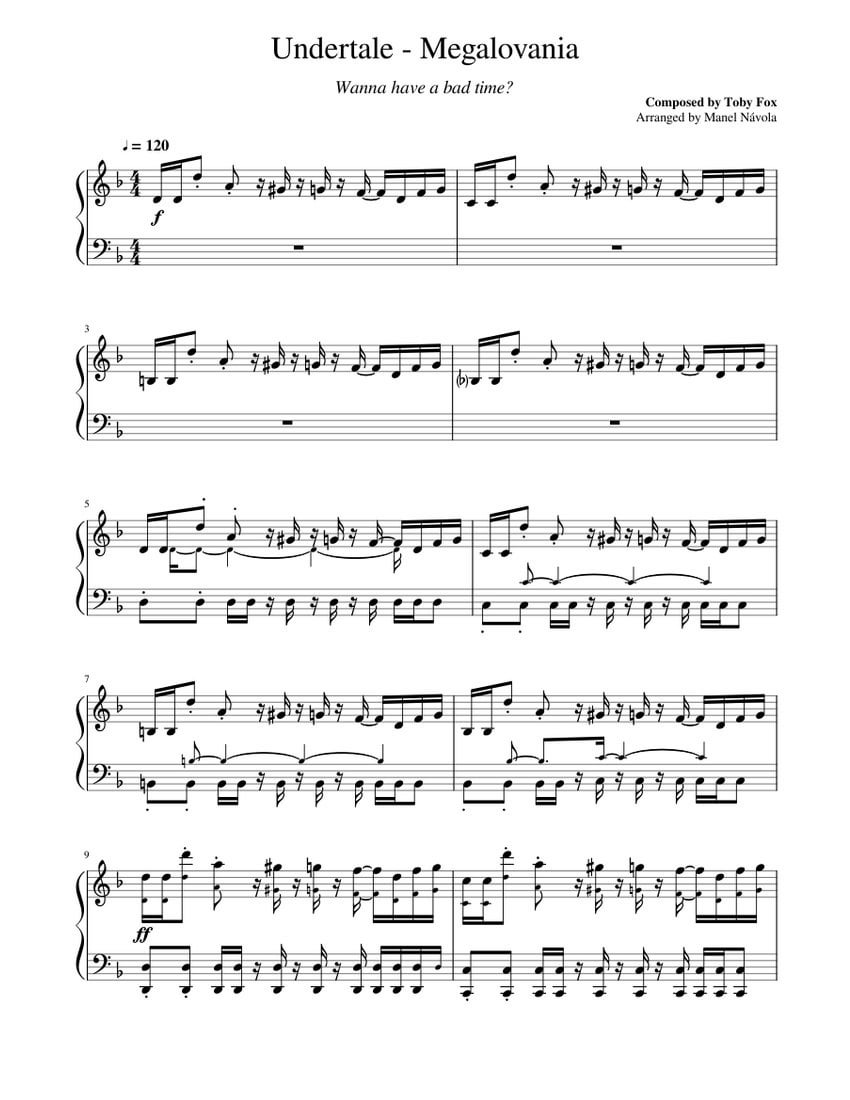 Undertale - Megalovania
Wanna have a bad time?
Composed by Toby Fox
Arranged by Manel Návola
♩ = 120
f
3
5
7
9
ff